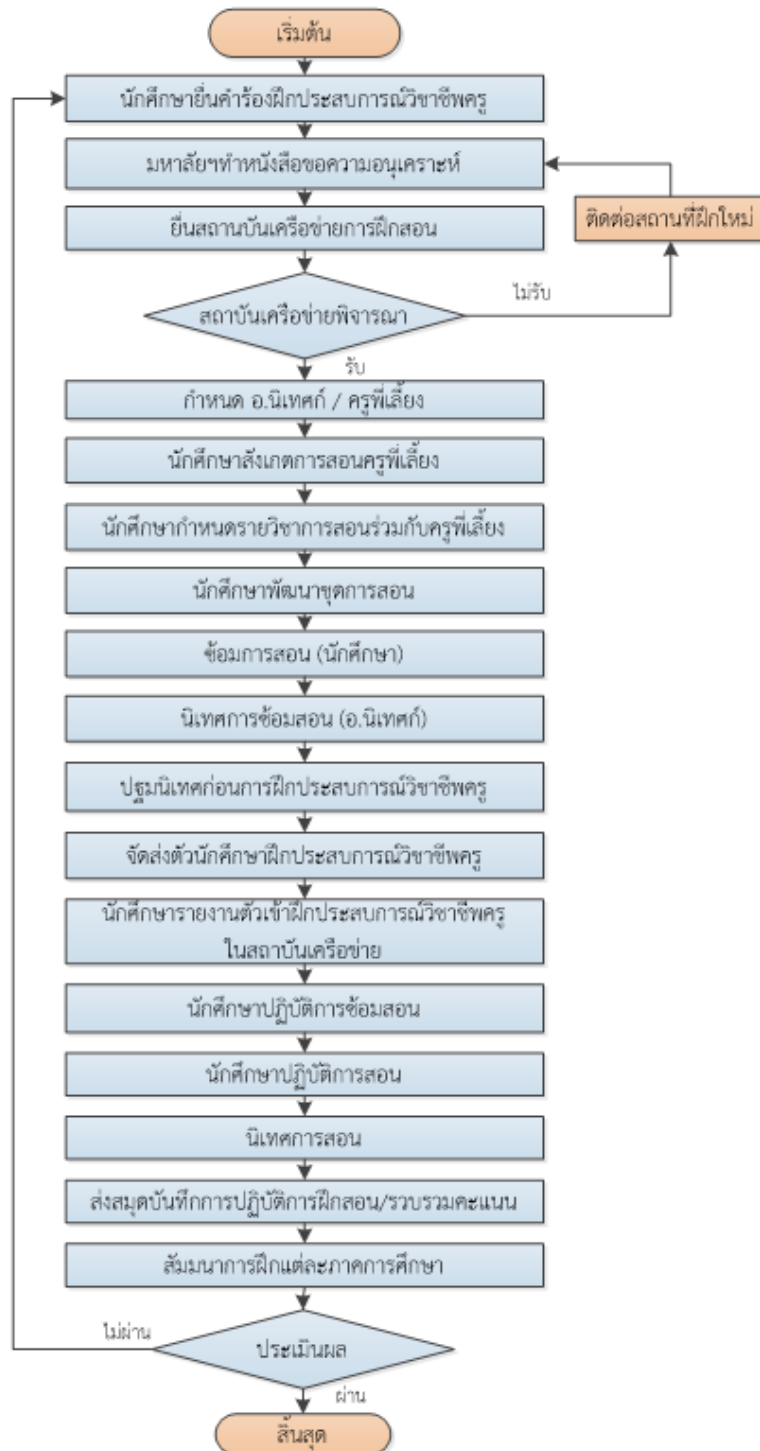 เริ่มต้น
นักศึกษายื่นคำร้องฝึกประสบการณ์วิชาชีพครู
มหาลัยฯทำหนังสือขอความอนุเคราะห์
ติดต่อสถานที่ฝึกใหม่
ยื่นสถานบันเครือข่ายการฝึกสอน
ไม่รับ
สถาบันเครือข่ายพิจารณา
รับ
กำหนด อ.นิเทศก์ / ครูพี่เลี้ยง
นักศึกษาสังเกตการสอนครูพี่เลี้ยง
นักศึกษากำหนดรายวิชาการสอนร่วมกับครูพี่เลี้ยง
นักศึกษาพัฒนาชุดการสอน
ซ้อมการสอน (นักศึกษา)
นิเทศการซ้อมสอน (อ.นิเทศก์)
ปฐมนิเทศก่อนการฝึกประสบการณ์วิชาชีพครู
จัดส่งตัวนักศึกษาฝึกประสบการณ์วิชาชีพครู
นักศึกษารายงานตัวเข้าฝึกประสบการณ์วิชาชีพครู
ในสถาบันเครือข่าย
นักศึกษาปฏิบัติการซ้อมสอน
นักศึกษาปฏิบัติการสอน
นิเทศการสอน
ส่งสมุดบันทึกการปฏิบัติการฝึกสอน/รวบรวมคะแนน
สัมมนาการฝึกแต่ละภาคการศึกษา
ไม่ผ่าน
ประเมินผล
ผ่าน
สิ้นสุด